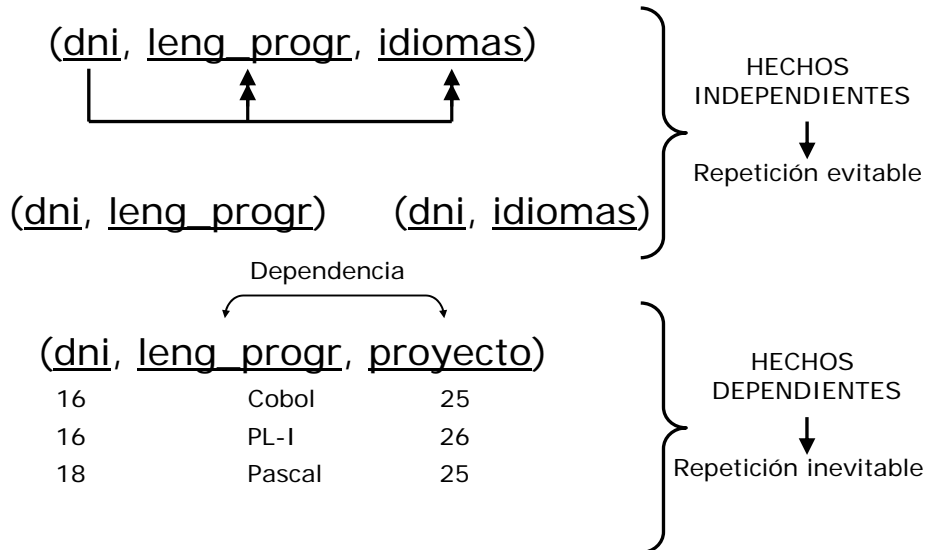 (dni, leng_progr, idiomas)
HECHOS
INDEPENDIENTES
Repetición evitable
(dni, leng_progr) (dni, idiomas)
Dependencia
(dni, leng_progr, proyecto)
16 Cobol 25
16 PL-I 26
18 Pascal 25
HECHOS
DEPENDIENTES
Repetición inevitable